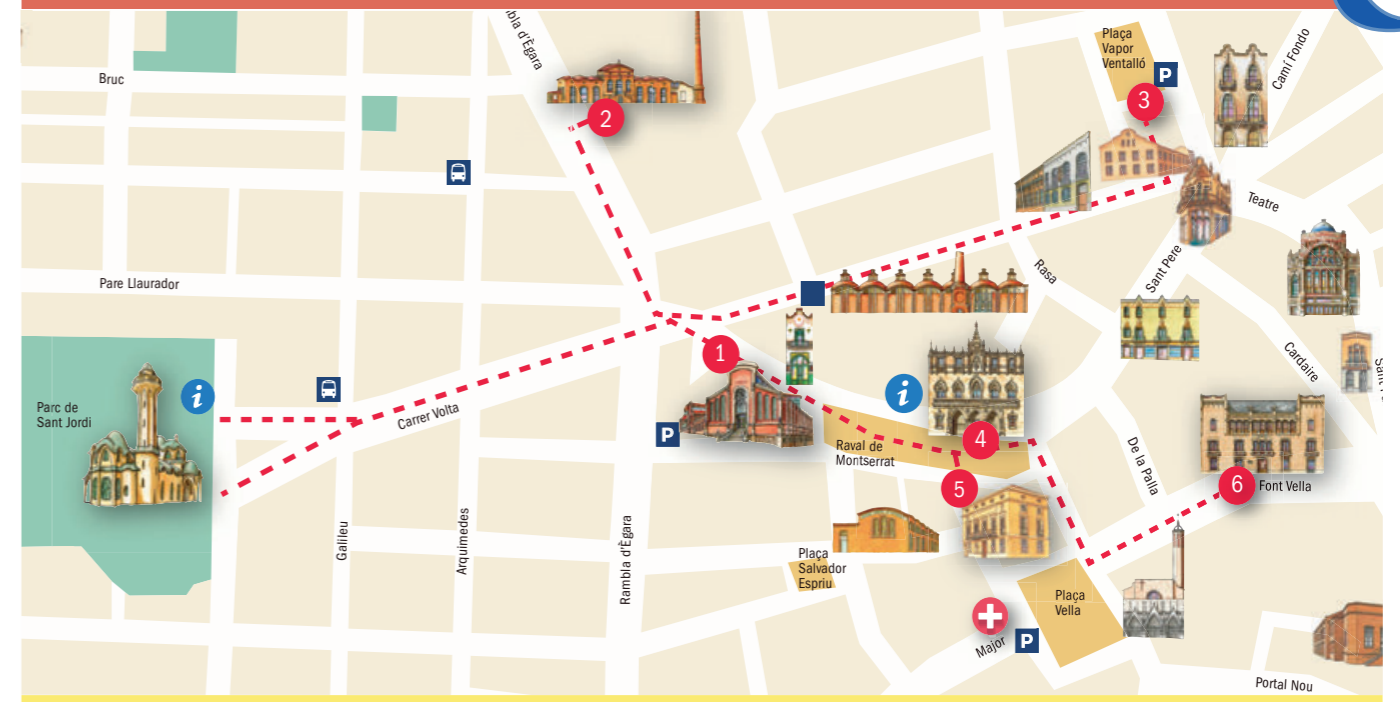 bla d'Ègara
Plaça
Vapor
Ventalló
P
Camí Fondo
Bruc
3
2
Teatre
Pare Llaurador
Rasa
Sant Pere
1
Cardaire
Sant
i
i
Parc de
Sant Jordi
Carrer Volta
P
4
Raval de
Montserrat
De la Palla
5
6
Font Vella
Galileu
Arquimedes
Rambla d'Ègara
Plaça
Salvador
Espriu
Plaça
Vella
Major
P
Portal Nou